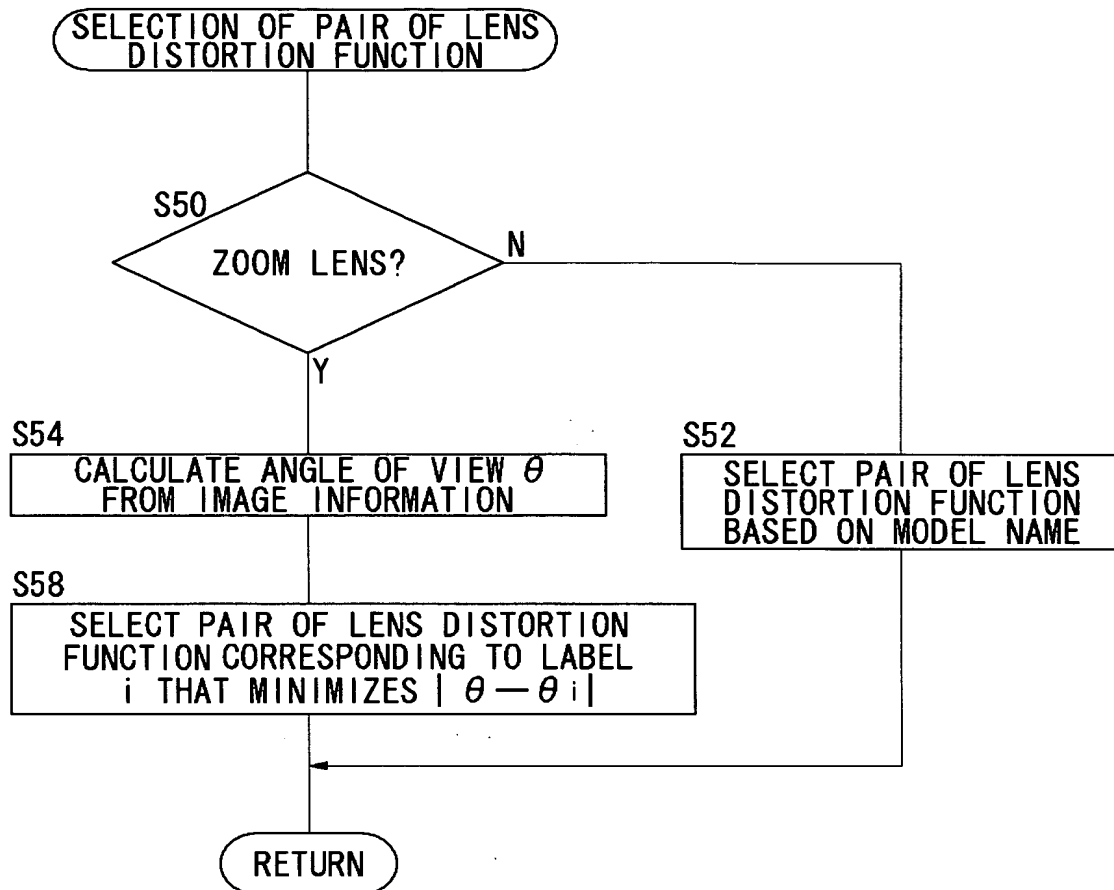 SELECTION OF PAIR OF LENS
DISTORTION FUNCTION
S50
ZOOM LENS?
N
Y
S54
CALCULATE ANGLE OF VIEW θ
FROM IMAGE INFORMATION
S52
SELECT PAIR OF LENS
DISTORTION FUNCTION
BASED ON MODEL NAME
S58
SELECT PAIR OF LENS DISTORTION
FUNCTION CORRESPONDING TO LABEL
i THAT MINIMIZES | θ — θ i|
RETURN